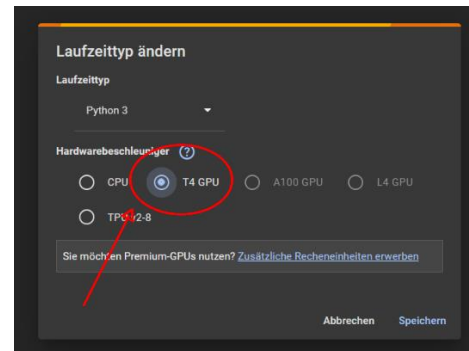 Laufzeittyp ändern
Laufzeittyp
Python 3
Hardwarebeschleuniger (?)
CPU T4 GPU A100 GPU L4 GPU
TPU v2-8
Sie möchten Premium-GPUs nutzen? Zusätzliche Recheneinheiten erwerben
Abbrechen Speichern